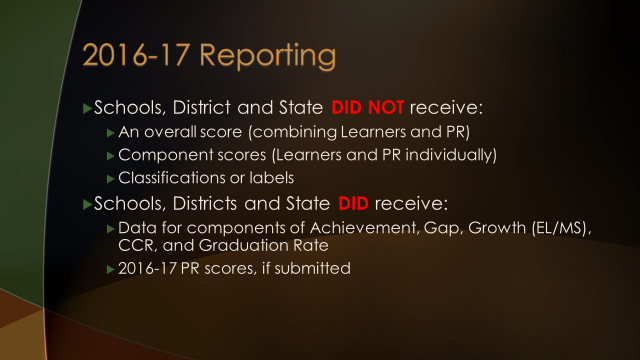 2016-17 Reporting
Schools, District and State DID NOT receive:
An overall score (combining Learners and PR)
Component scores (Learners and PR individually)
Classifications or labels
Schools, Districts and State DID receive:
Data for components of Achievement, Gap, Growth (EL/MS),
CCR, and Graduation Rate
2016-17 PR scores, if submitted